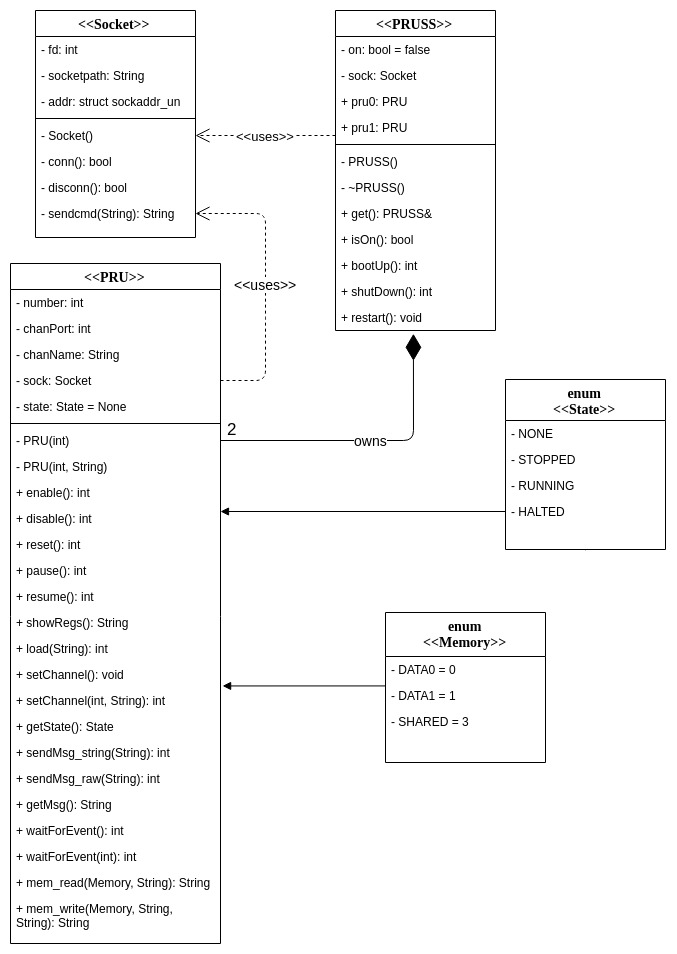 <<Socket>>
- fd: int
- socketpath: String
- addr: struct sockaddr_un
- Socket()
- conn(): bool
- disconn(): bool
- sendcmd(String): String
<<uses>>
<<PRUSS>>
- on: bool = false
- sock: Socket
+ pru0: PRU
+ pru1: PRU
- PRUSS()
- ~PRUSS()
+ get(): PRUSS&
+ isOn(): bool
+ bootUp(): int
+ shutDown(): int
+ restart(): void
<<uses>>
<<PRU>>
- number: int
- chanPort: int
- chanName: String
- sock: Socket
- state: State = None
- PRU(int)
- PRU(int, String)
+ enable(): int
+ disable(): int
+ reset(): int
+ pause(): int
+ resume(): int
+ showRegs(): String
+ load(String): int
+ setChannel(): void
+ setChannel(int, String): int
+ getState(): State
+ sendMsg_string(String): int
+ sendMsg_raw(String): int
+ getMsg(): String
+ waitForEvent(): int
+ waitForEvent(int): int
+ mem_read(Memory, String): String
+ mem_write(Memory, String,
String): String
2
owns
enum
<<State>>
- NONE
- STOPPED
- RUNNING
- HALTED
enum
<<Memory>>
- DATA0 = 0
- DATA1 = 1
- SHARED = 3